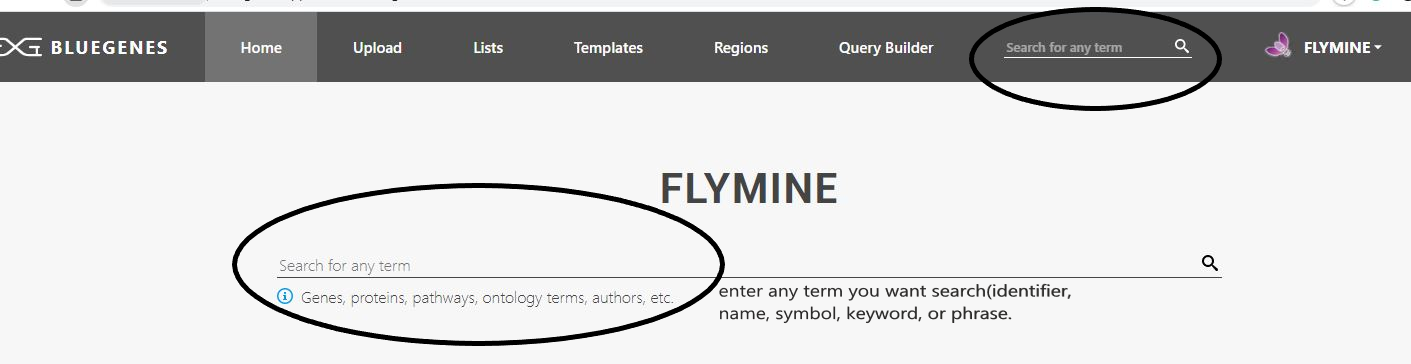 BLUEGENES Home Upload Lists Templates Regions Query Builder Search for any term FLYMINE
FLYMINE
Search for any term
Genes, proteins, pathways, ontology terms, authors, etc.
enter any term you want search(identifier,
name, symbol, keyword, or phrase.